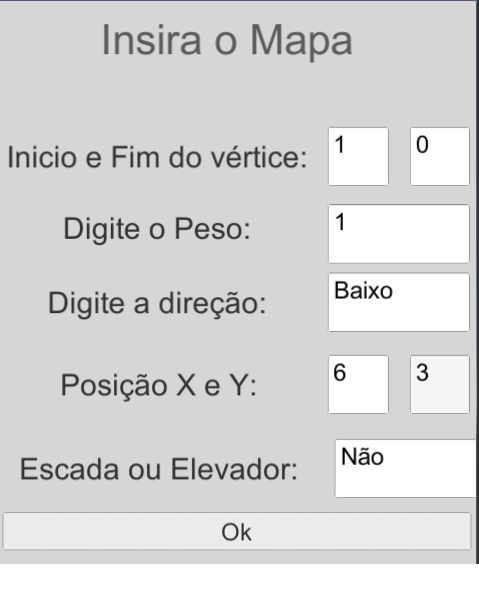 Insira o Mapa
Inicio e Fim do vértice: 1 0
Digite o Peso: 1
Digite a direção: Baixo
Posição X e Y: 6 3
Escada ou Elevador: Não
Ok